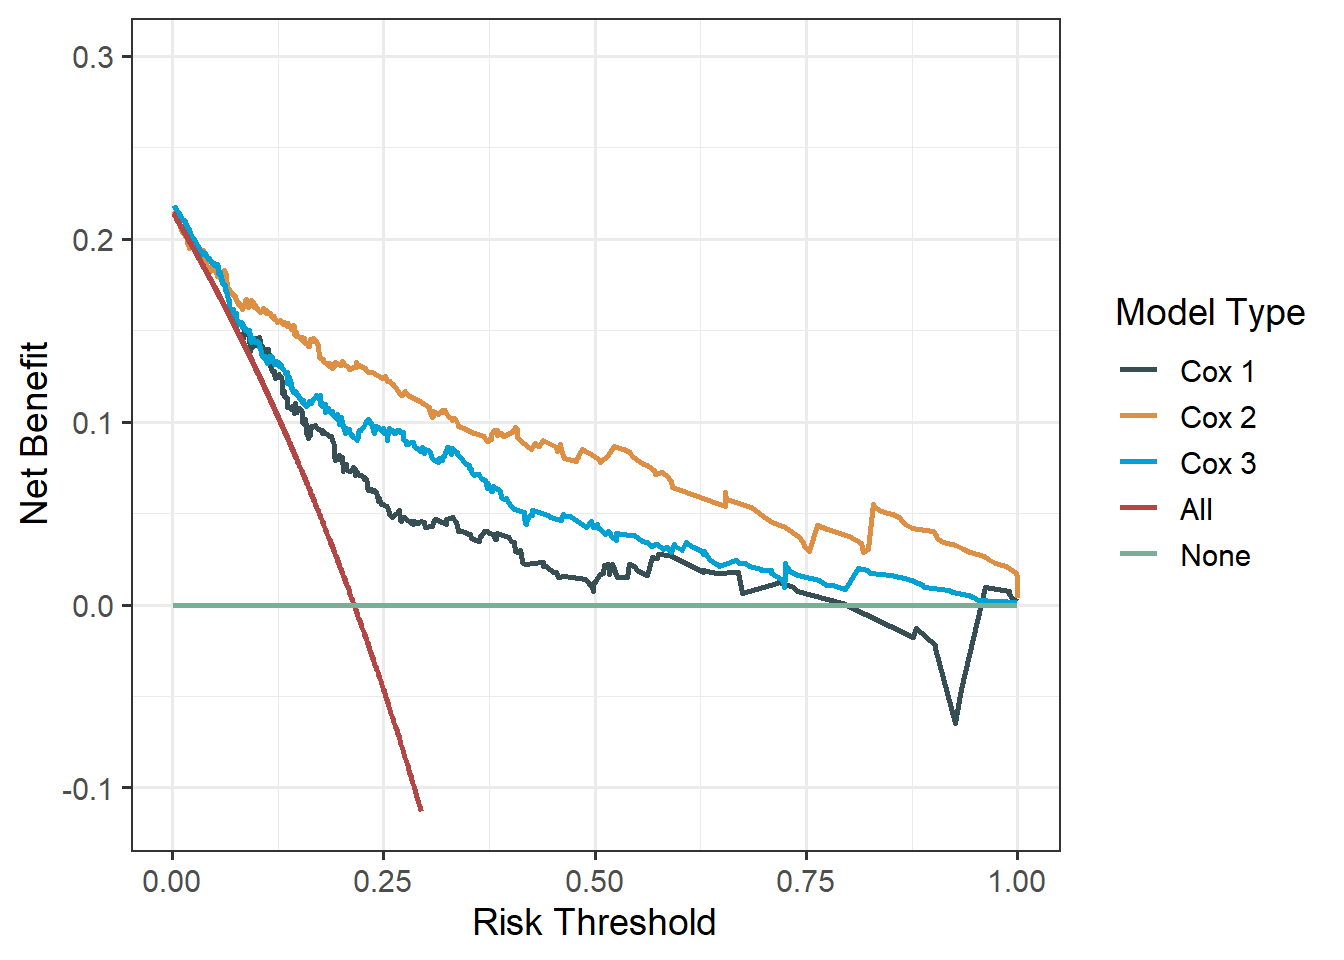 0.3
0.2
0.1
0.0
-0.1
Net Benefit
0.00 0.25 0.50 0.75 1.00
Risk Threshold
Model Type
Cox 1
Cox 2
Cox 3
All
None